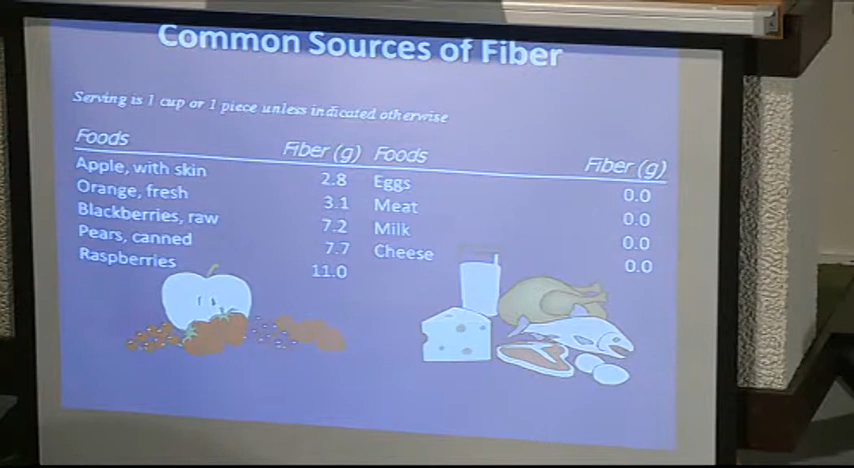 Common Sources of Fiber
Serving is 1 cup or 1 piece unless indicated otherwise
Foods Fiber (g) Foods Fiber (g)
Apple, with skin 2.8 Eggs 0.0
Orange, fresh 3.1 Meat 0.0
Blackberries, raw 7.2 Milk 0.0
Pears, canned 7.7 Cheese 0.0
Raspberries 11.0